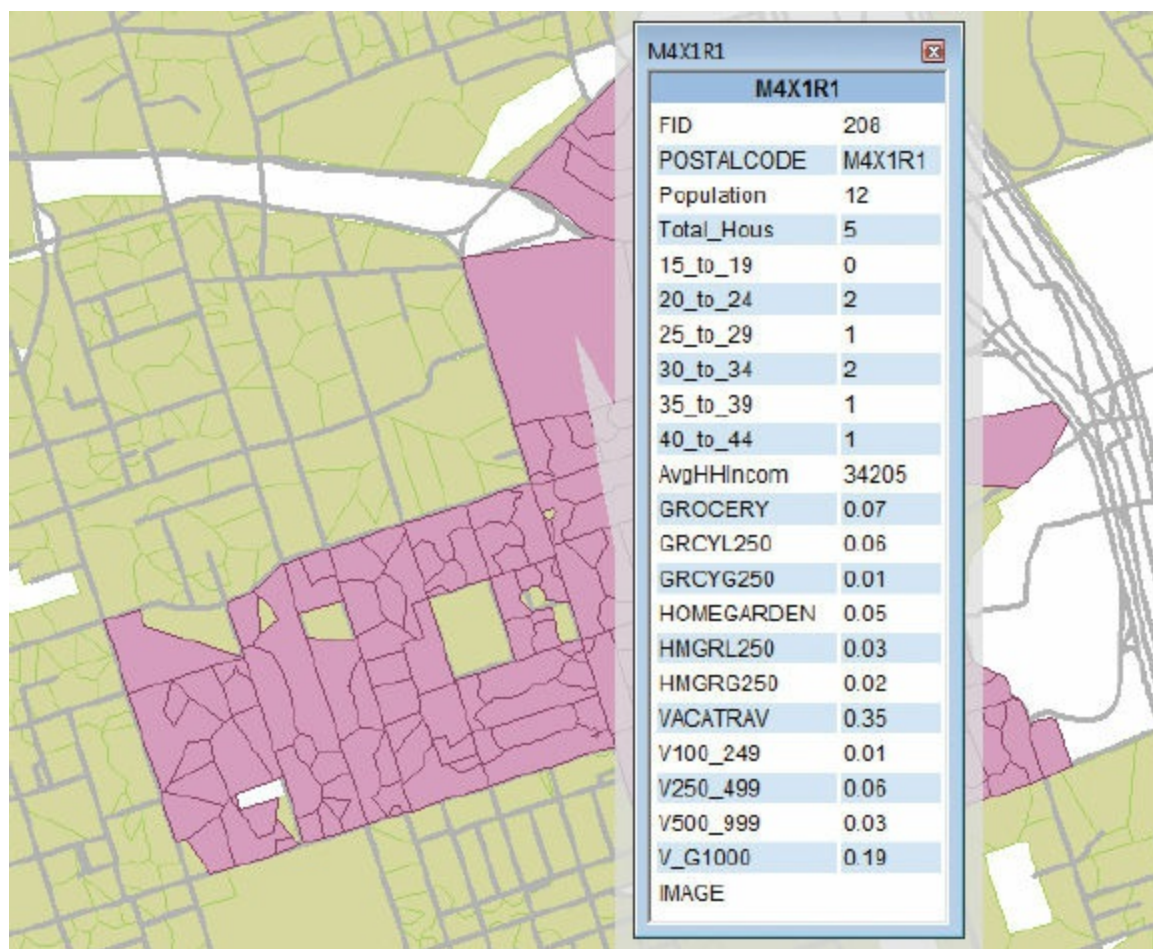 M4X1R1
M4X1R1
FID 208
POSTALCODE M4X1R1
Population 12
Total_Hous 5
15_to_19 0
20_to_24 2
25_to_29 1
30_to_34 2
35_to_39 1
40_to_44 1
AvgHHIncom 34205
GROCERY 0.07
GRCYL250 0.06
GRCYG250 0.01
HOMEGARDEN 0.05
HMGRL250 0.03
HMGRG250 0.02
VACATRAV 0.35
V100_249 0.01
V250_499 0.06
V500_999 0.03
V_G1000 0.19
IMAGE